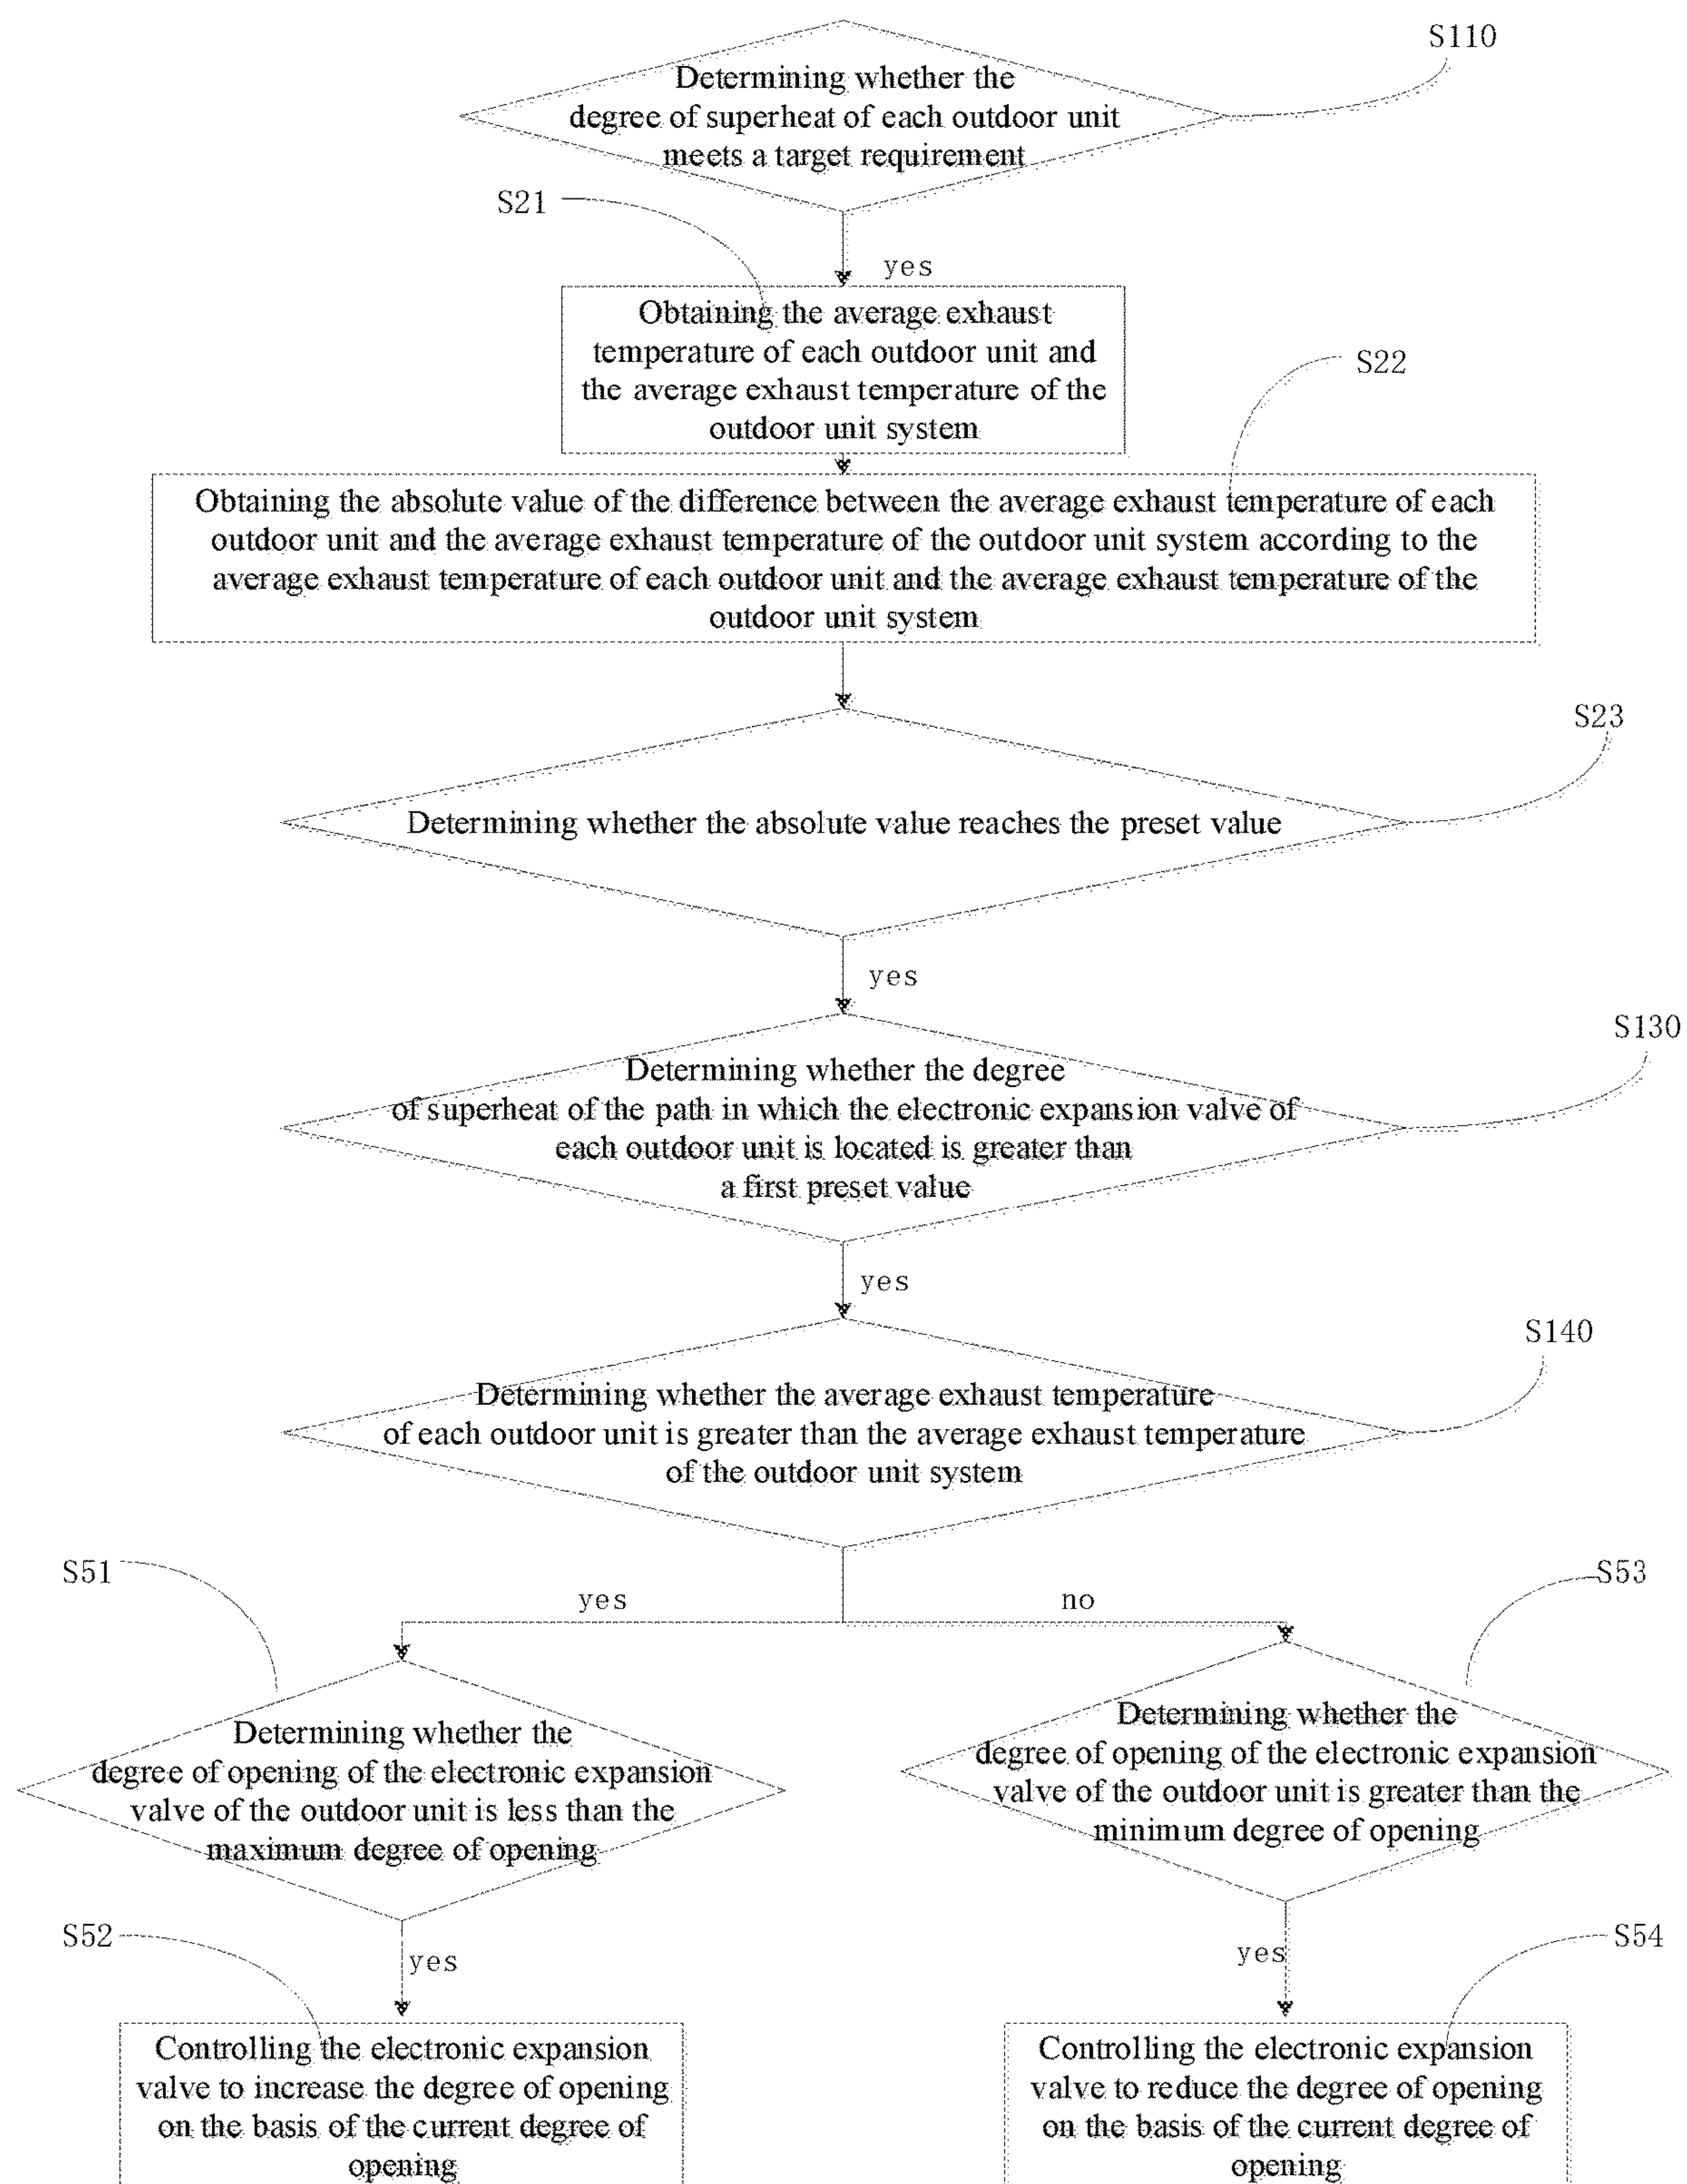 S110
Determining whether the
degree of superheat of each outdoor unit
meets a target requirement
S21
yes
Obtaining the average exhaust
temperature of each outdoor unit and
the average exhaust temperature of the
outdoor unit system
S22
Obtaining the absolute value of the difference between the average exhaust temperature of each
outdoor unit and the average exhaust temperature of the outdoor unit system according to the
average exhaust temperature of each outdoor unit and the average exhaust temperature of the
outdoor unit system
S23
Determining whether the absolute value reaches the preset value
yes
S130
Determining whether the degree
of superheat of the path in which the electronic expansion valve of
each outdoor unit is located is greater than
a first preset value
yes
S140
Determining whether the average exhaust temperature
of each outdoor unit is greater than the average exhaust temperature
of the outdoor unit system
yes
no
S51
Determining whether the
degree of opening of the electronic expansion
valve of the outdoor unit is less than the
maximum degree of opening
S53
Determining whether the
degree of opening of the electronic expansion
valve of the outdoor unit is greater than the
minimum degree of opening
S52
yes
Controlling the electronic expansion
valve to increase the degree of opening
on the basis of the current degree of
opening
S54
yes
Controlling the electronic expansion
valve to reduce the degree of opening
on the basis of the current degree of
opening